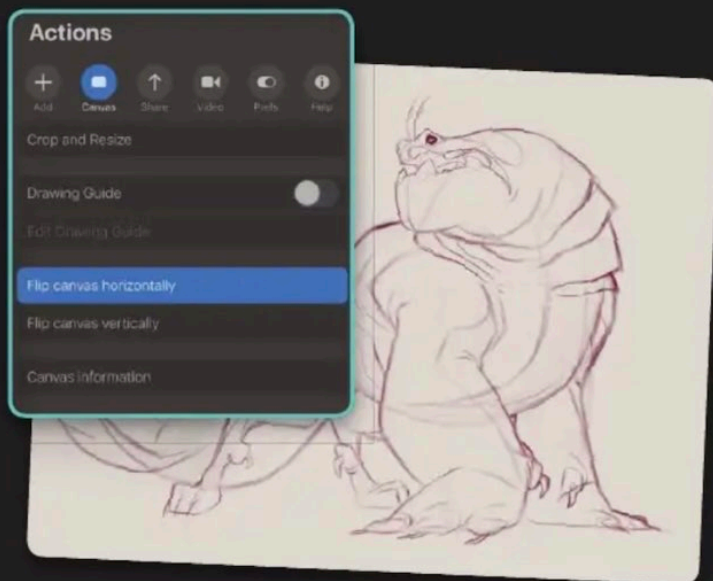 Actions
Add Canvas Share Video Prefs Help
Crop and Resize
Drawing Guide
Edit Drawing Guide
Flip canvas horizontally
Flip canvas vertically
Canvas information